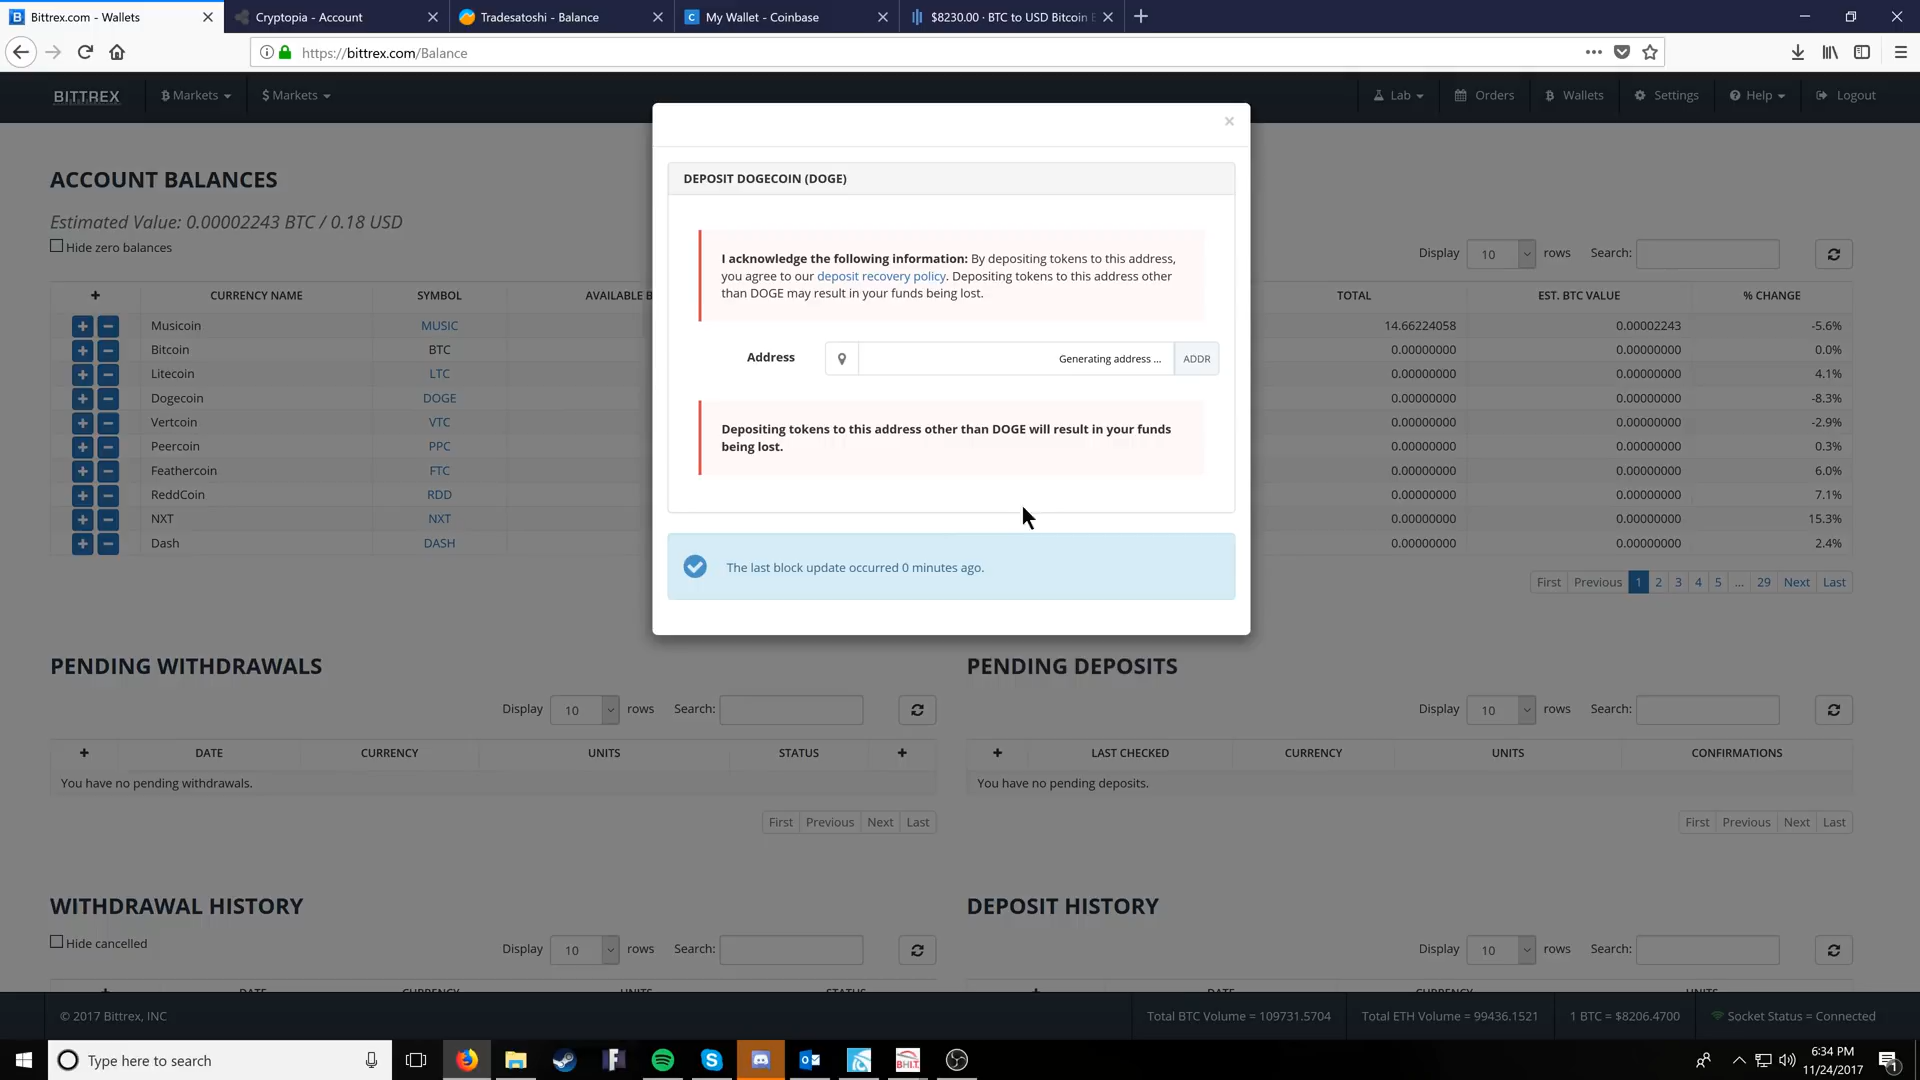 Bittrex.com - Wallets
Cryptopia - Account
Tradesatoshi - Balance
My Wallet - Coinbase
$8230.00 · BTC to USD Bitcoin
https://bittrex.com/Balance
BITTREX
Markets
$ Markets
Lab
Orders
Wallets
Settings
Help
Logout
ACCOUNT BALANCES
Estimated Value: 0.00002243 BTC / 0.18 USD
Hide zero balances
Display 10 rows Search:
+ CURRENCY NAME SYMBOL AVAILABLE B TOTAL EST. BTC VALUE % CHANGE
Musicoin MUSIC 14.66224058 0.00002243 -5.6%
Bitcoin BTC 0.00000000 0.00000000 0.0%
Litecoin LTC 0.00000000 0.00000000 4.1%
Dogecoin DOGE 0.00000000 0.00000000 -8.3%
Vertcoin VTC 0.00000000 0.00000000 -2.9%
Peercoin PPC 0.00000000 0.00000000 0.3%
Feathercoin FTC 0.00000000 0.00000000 6.0%
ReddCoin RDD 0.00000000 0.00000000 7.1%
NXT NXT 0.00000000 0.00000000 15.3%
Dash DASH 0.00000000 0.00000000 2.4%
First Previous 1 2 3 4 5 ... 29 Next Last
×
DEPOSIT DOGECOIN (DOGE)
I acknowledge the following information: By depositing tokens to this address,
you agree to our deposit recovery policy. Depositing tokens to this address other
than DOGE may result in your funds being lost.
Address Generating address ... ADDR
Depositing tokens to this address other than DOGE will result in your funds
being lost.
The last block update occurred 0 minutes ago.
PENDING WITHDRAWALS
Display 10 rows Search:
+ DATE CURRENCY UNITS STATUS +
You have no pending withdrawals.
First Previous Next Last
PENDING DEPOSITS
Display 10 rows Search:
+ LAST CHECKED CURRENCY UNITS CONFIRMATIONS
You have no pending deposits.
First Previous Next Last
WITHDRAWAL HISTORY
Hide cancelled
Display 10 rows Search:
+ DATE CURRENCY UNITS STATUS
DEPOSIT HISTORY
Display 10 rows Search:
+ DATE CURRENCY UNITS
© 2017 Bittrex, INC
Total BTC Volume = 109731.5704
Total ETH Volume = 99436.1521
1 BTC = $8206.4700
Socket Status = Connected
Type here to search
6:34 PM
11/24/2017
1